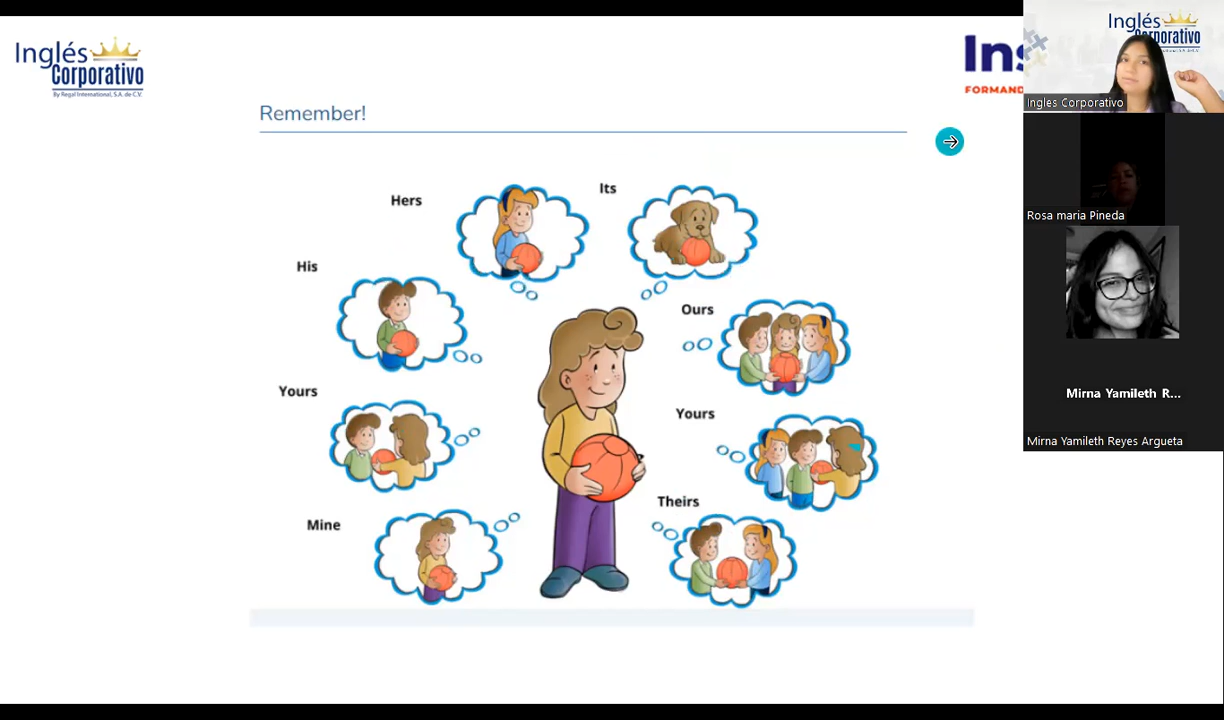 Inglés
Corporativo
By Regal International, S.A. de C.V.
Remember!
Hers
Its
His
Ours
Yours
Yours
Theirs
Mine
Ins
FORMAND
Inglés
Corporativo
Ingles Corporativo
Rosa maria Pineda
Mirna Yamileth R...
Mirna Yamileth Reyes Argueta